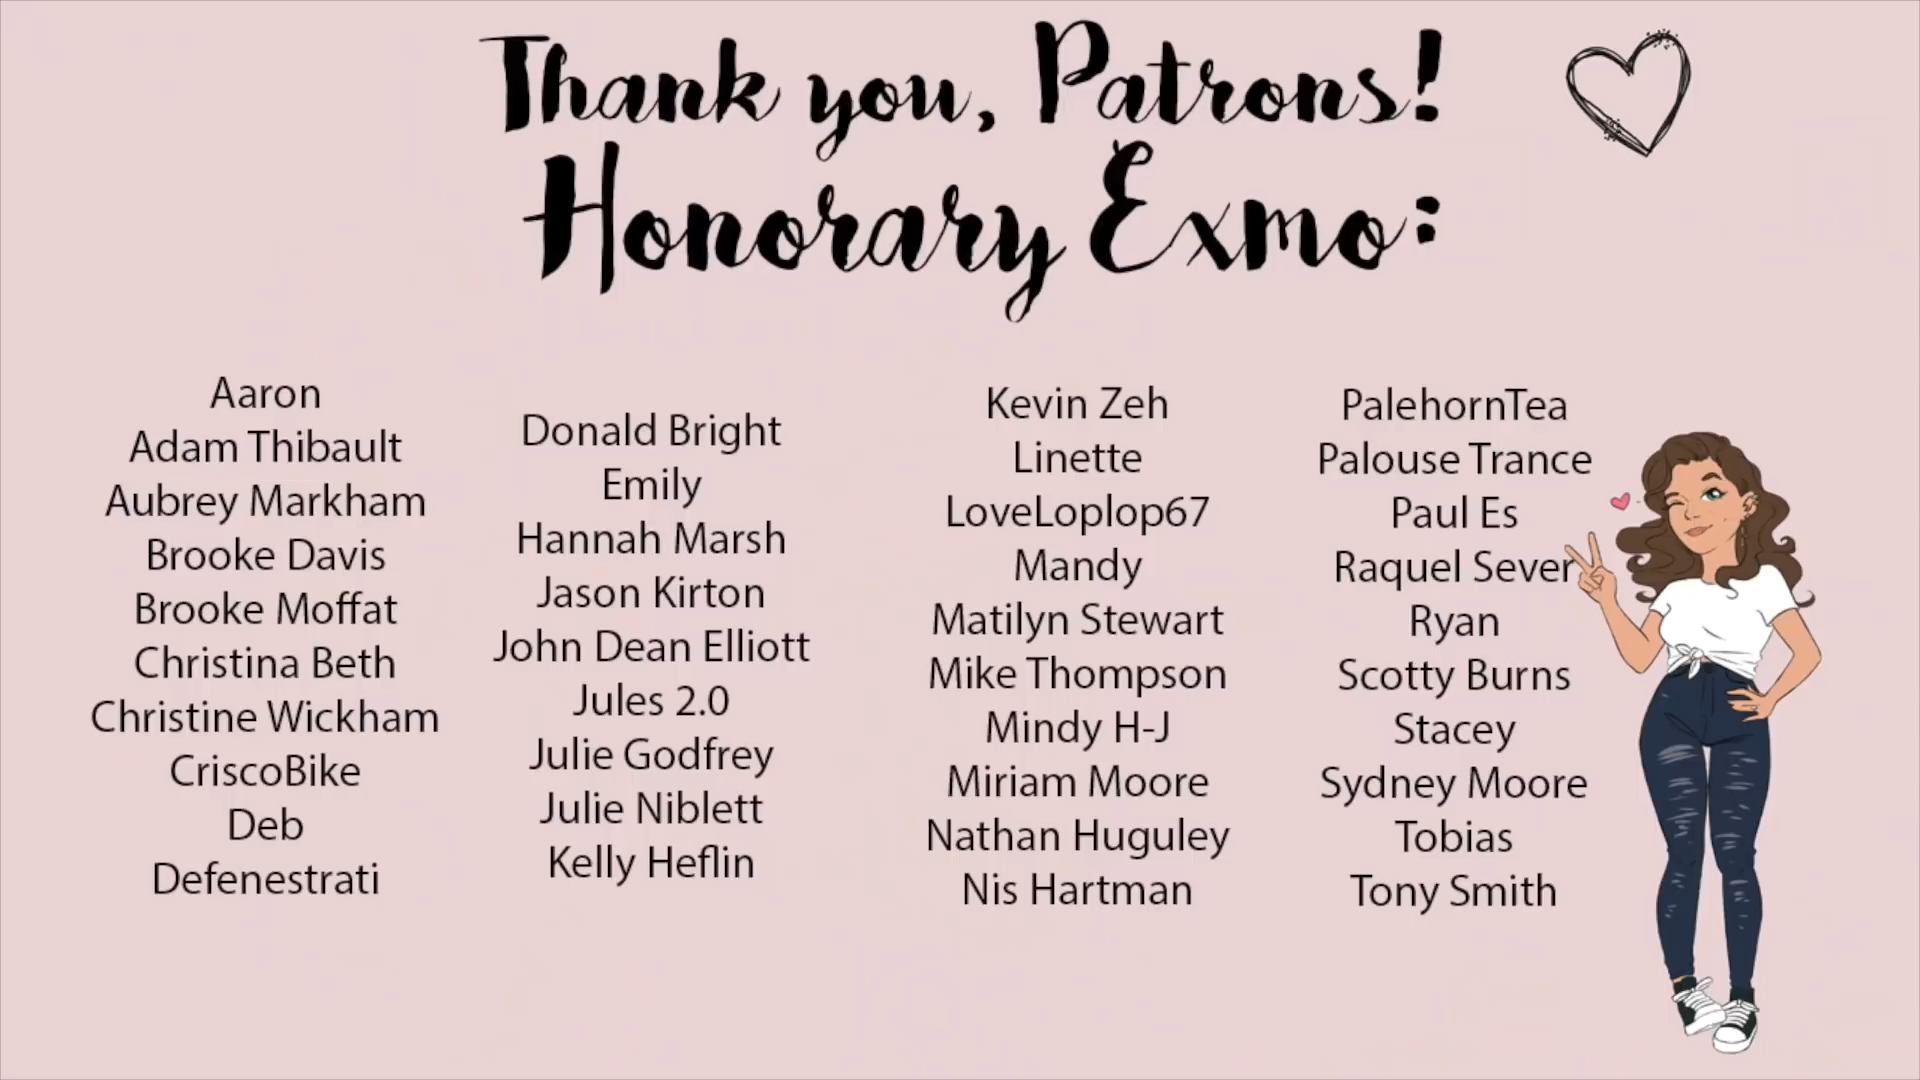 Thank you, Patrons!
Honorary Exmo:
Aaron
Adam Thibault
Aubrey Markham
Brooke Davis
Brooke Moffat
Christina Beth
Christine Wickham
CriscoBike
Deb
Defenestrati
Donald Bright
Emily
Hannah Marsh
Jason Kirton
John Dean Elliott
Jules 2.0
Julie Godfrey
Julie Niblett
Kelly Heflin
Kevin Zeh
Linette
LoveLoplop67
Mandy
Matilyn Stewart
Mike Thompson
Mindy H-J
Miriam Moore
Nathan Huguley
Nis Hartman
PalehornTea
Palouse Trance
Paul Es
Raquel Sever
Ryan
Scotty Burns
Stacey
Sydney Moore
Tobias
Tony Smith